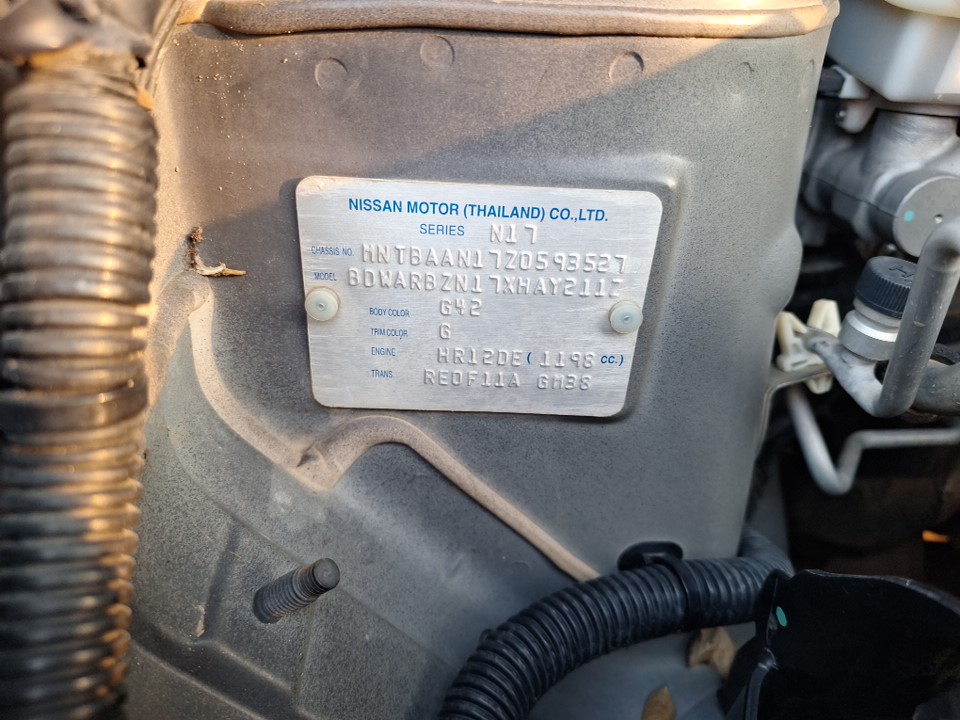 NISSAN MOTOR (THAILAND) CO.,LTD.
SERIES N17
CHASSIS NO. MNTBAAN17Z0593527
MODEL BDWARBZN17XHAY211Z
BODY COLOR G42
TRIM COLOR G
ENGINE HR12DE ( 1198 CC.)
TRANS. RE0F11A GM38